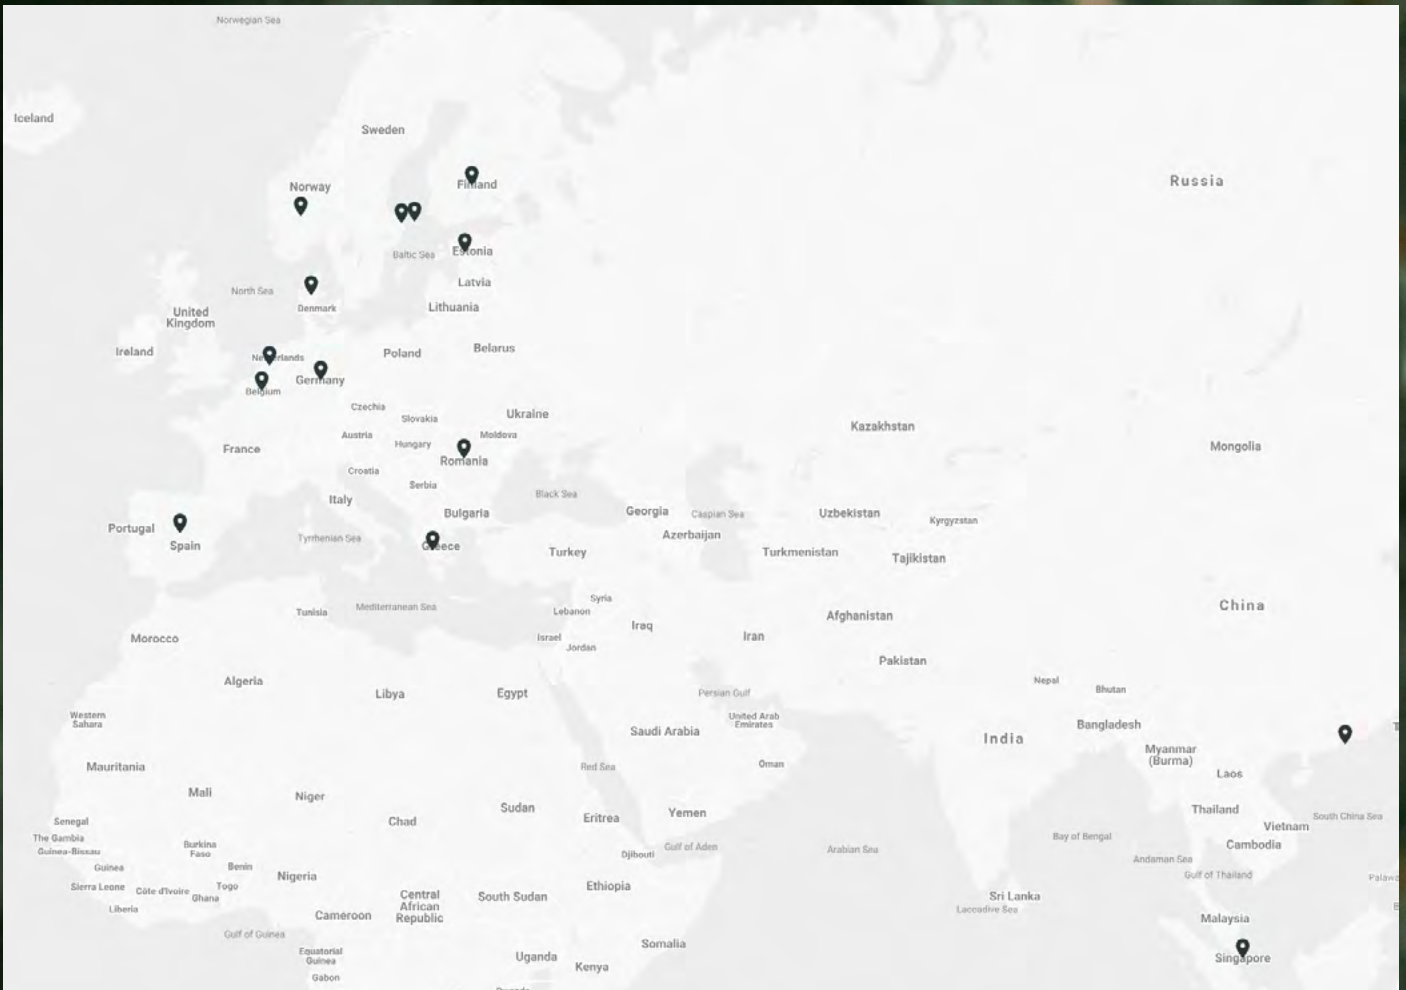 Norwegian Sea
Iceland
Sweden
Russia
Finland
Norway
Estonia
Baltic Sea
Latvia
North Sea
Denmark
Lithuania
United
Kingdom
Ireland
Netherlands
Poland
Belarus
Germany
Belgium
Czechia
Slovakia
Ukraine
Kazakhstan
Austria
Hungary
Moldova
Mongolia
France
Romania
Croatia
Serbia
Italy
Black Sea
Bulgaria
Georgia
Caspian Sea
Uzbekistan
Kyrgyzstan
Portugal
Spain
Tyrrhenian Sea
Greece
Azerbaijan
Turkey
Turkmenistan
Tajikistan
Syria
Tunisia
Mediterranean Sea
Lebanon
China
Iraq
Afghanistan
Morocco
Israel
Jordan
Iran
Pakistan
Algeria
Libya
Egypt
Persian Gulf
Nepal
Bhutan
Western
Sahara
United Arab
Emirates
Saudi Arabia
Bangladesh
India
Myanmar
(Burma)
Mauritania
Red Sea
Oman
Laos
Mali
Niger
Sudan
Eritrea
Yemen
Thailand
Senegal
Chad
South China Sea
Vietnam
The Gambia
Guinea-Bissau
Burkina
Faso
Djibouti
Gulf of Aden
Arabian Sea
Bay of Bengal
Cambodia
Andaman Sea
Guinea
Benin
Nigeria
Gulf of Thailand
Palawa
Sierra Leone
Côte d'Ivoire
Togo
Ghana
Central
African
Republic
South Sudan
Ethiopia
Sri Lanka
Laccadive Sea
Liberia
Cameroon
Malaysia
Gulf of Guinea
Somalia
Equatorial
Guinea
Uganda
Kenya
Singapore
Gabon